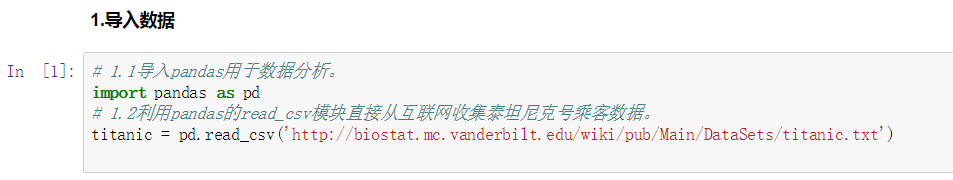 1.导入数据
In [1]: # 1.1导入pandas用于数据分析。
import pandas as pd
# 1.2利用pandas的read_csv模块直接从互联网收集泰坦尼克号乘客数据。
titanic = pd.read_csv('http://biostat.mc.vanderbilt.edu/wiki/pub/Main/DataSets/titanic.txt')